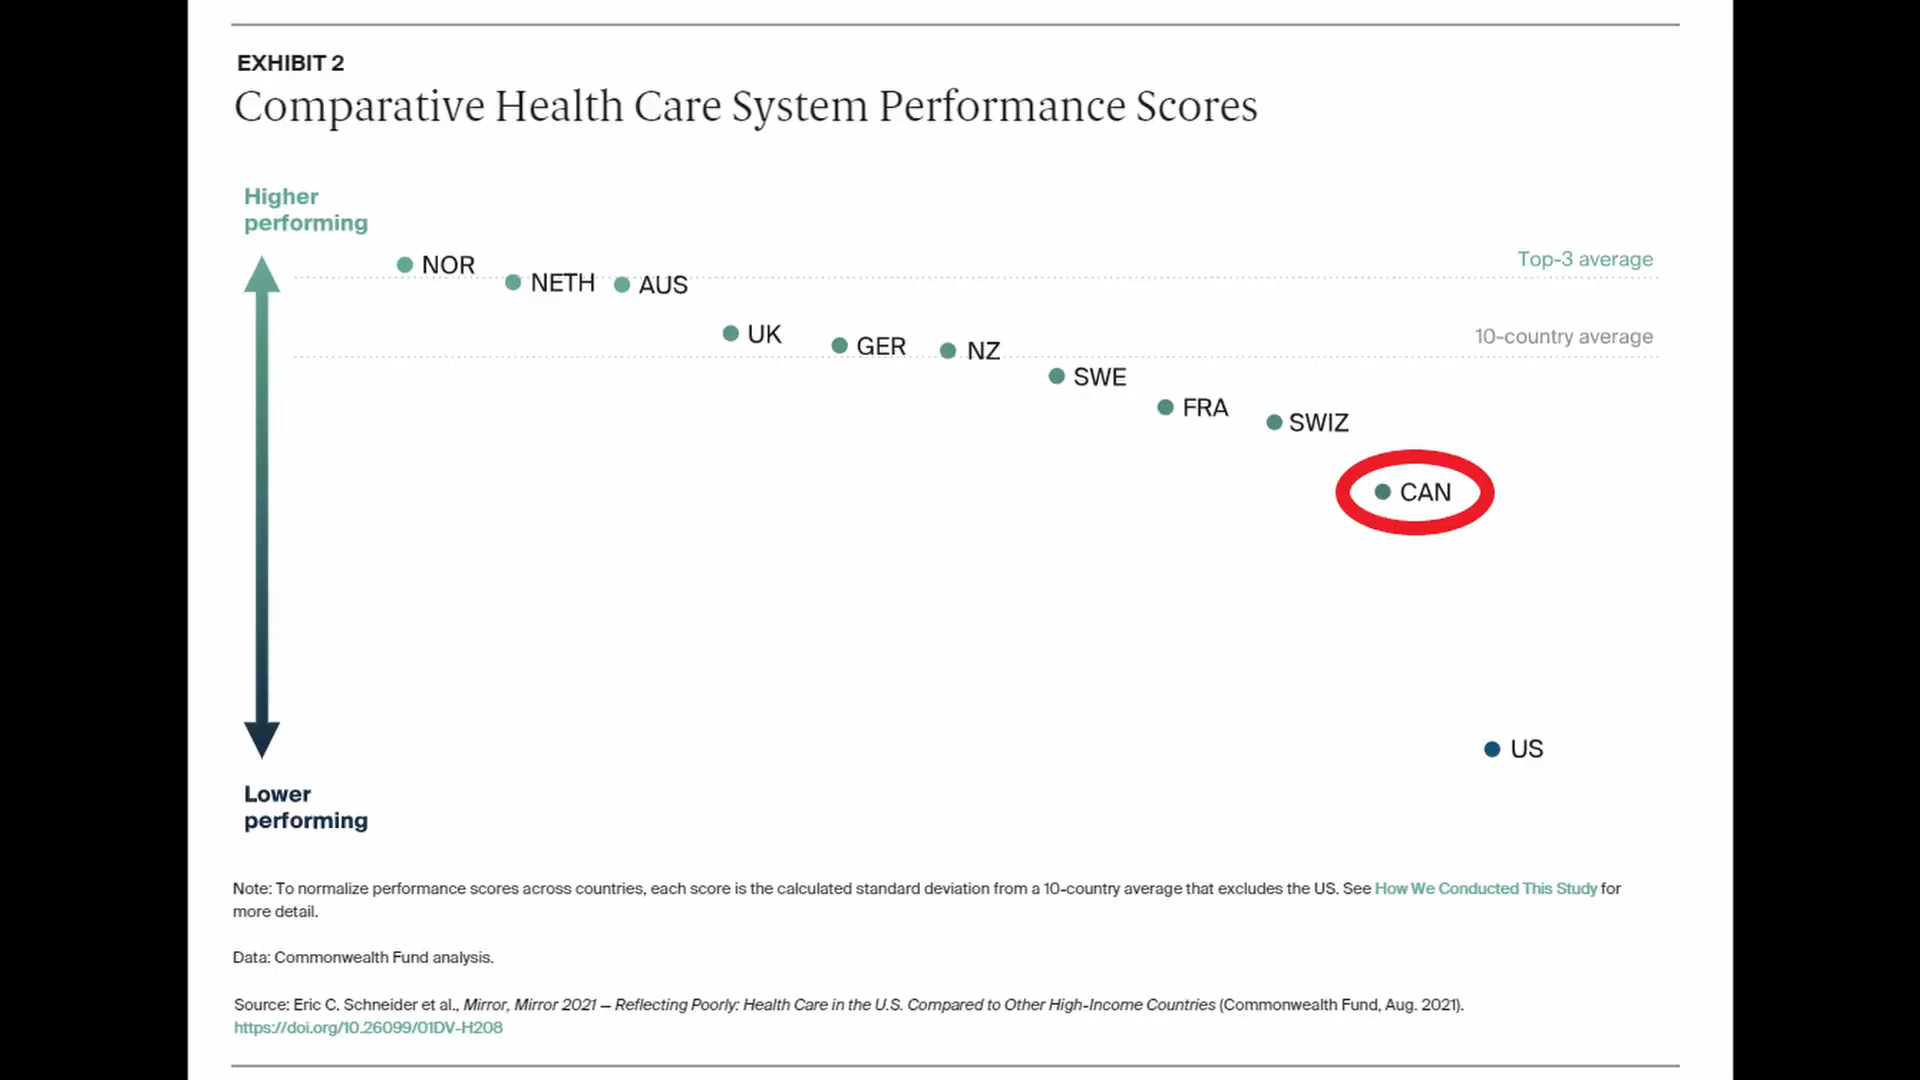 EXHIBIT 2
Comparative Health Care System Performance Scores
Higher
performing
NOR
NETH
AUS
Top-3 average
UK
GER
NZ
10-country average
SWE
FRA
SWIZ
CAN
US
Lower
performing
Note: To normalize performance scores across countries, each score is the calculated standard deviation from a 10-country average that excludes the US. See How We Conducted This Study for
more detail.
Data: Commonwealth Fund analysis.
Source: Eric C. Schneider et al., Mirror, Mirror 2021 — Reflecting Poorly: Health Care in the U.S. Compared to Other High-Income Countries (Commonwealth Fund, Aug. 2021).
https://doi.org/10.26099/01DV-H208